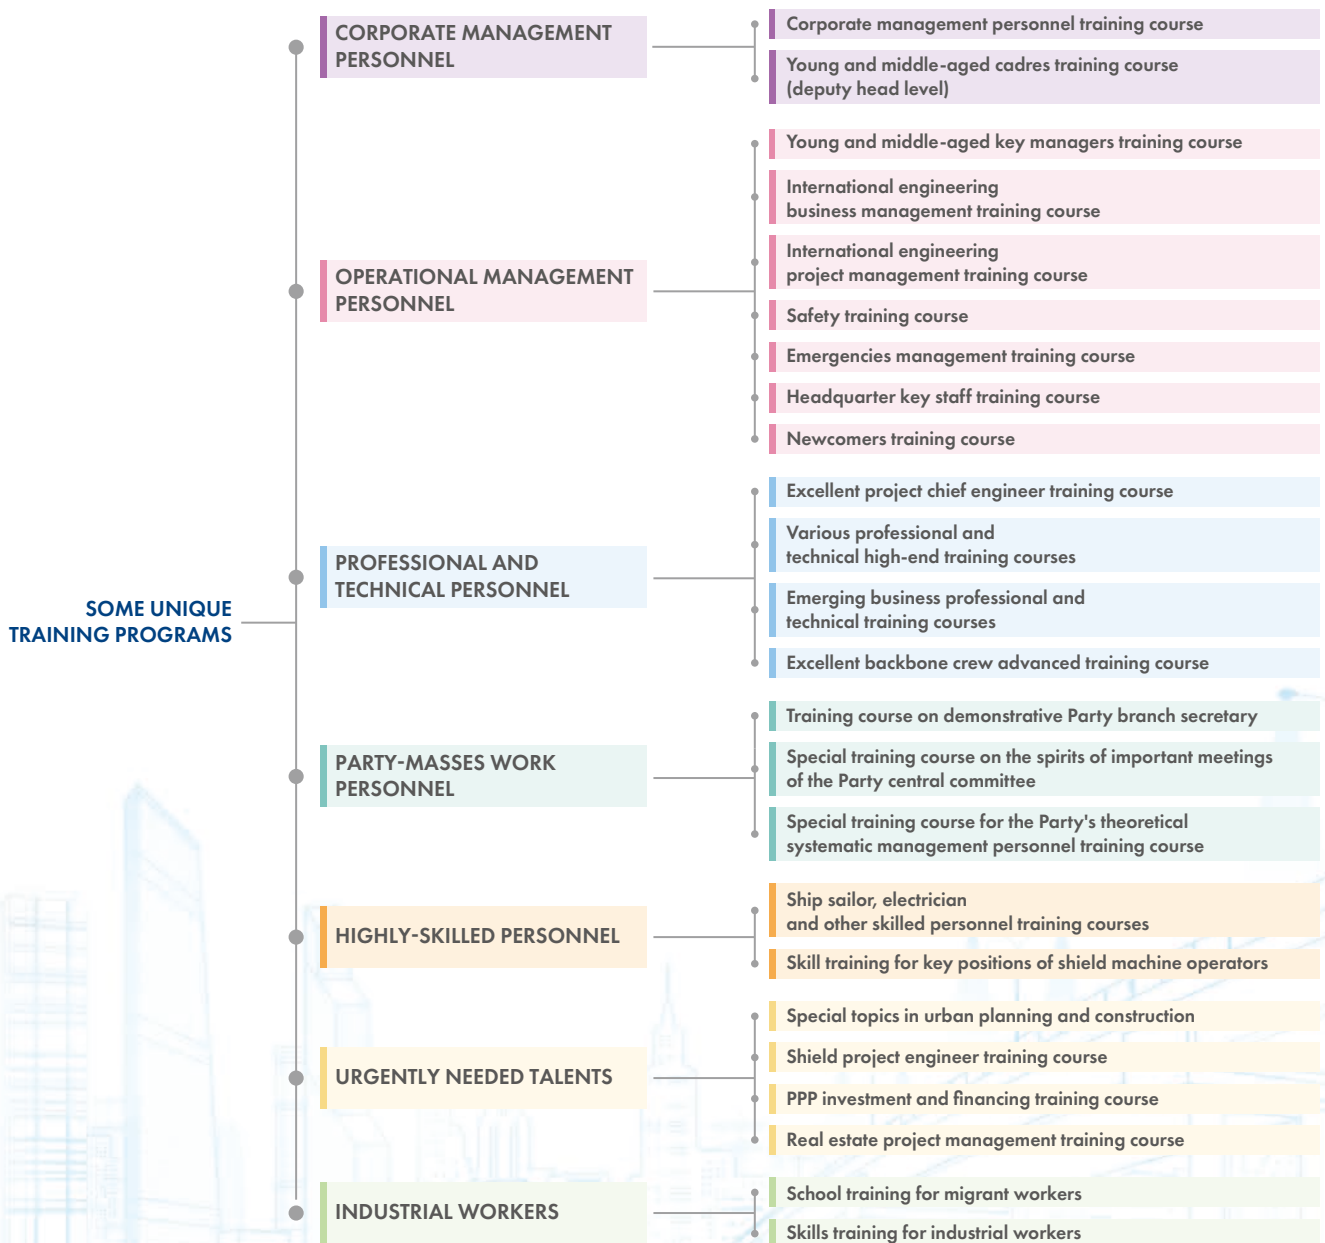 SOME UNIQUE
TRAINING PROGRAMS
CORPORATE MANAGEMENT
PERSONNEL
Corporate management personnel training course
Young and middle-aged cadres training course
(deputy head level)
OPERATIONAL MANAGEMENT
PERSONNEL
Young and middle-aged key managers training course
International engineering
business management training course
International engineering
project management training course
Safety training course
Emergencies management training course
Headquarter key staff training course
Newcomers training course
PROFESSIONAL AND
TECHNICAL PERSONNEL
Excellent project chief engineer training course
Various professional and
technical high-end training courses
Emerging business professional and
technical training courses
Excellent backbone crew advanced training course
PARTY-MASSES WORK
PERSONNEL
Training course on demonstrative Party branch secretary
Special training course on the spirits of important meetings
of the Party central committee
Special training course for the Party's theoretical
systematic management personnel training course
HIGHLY-SKILLED PERSONNEL
Ship sailor, electrician
and other skilled personnel training courses
Skill training for key positions of shield machine operators
URGENTLY NEEDED TALENTS
Special topics in urban planning and construction
Shield project engineer training course
PPP investment and financing training course
Real estate project management training course
INDUSTRIAL WORKERS
School training for migrant workers
Skills training for industrial workers